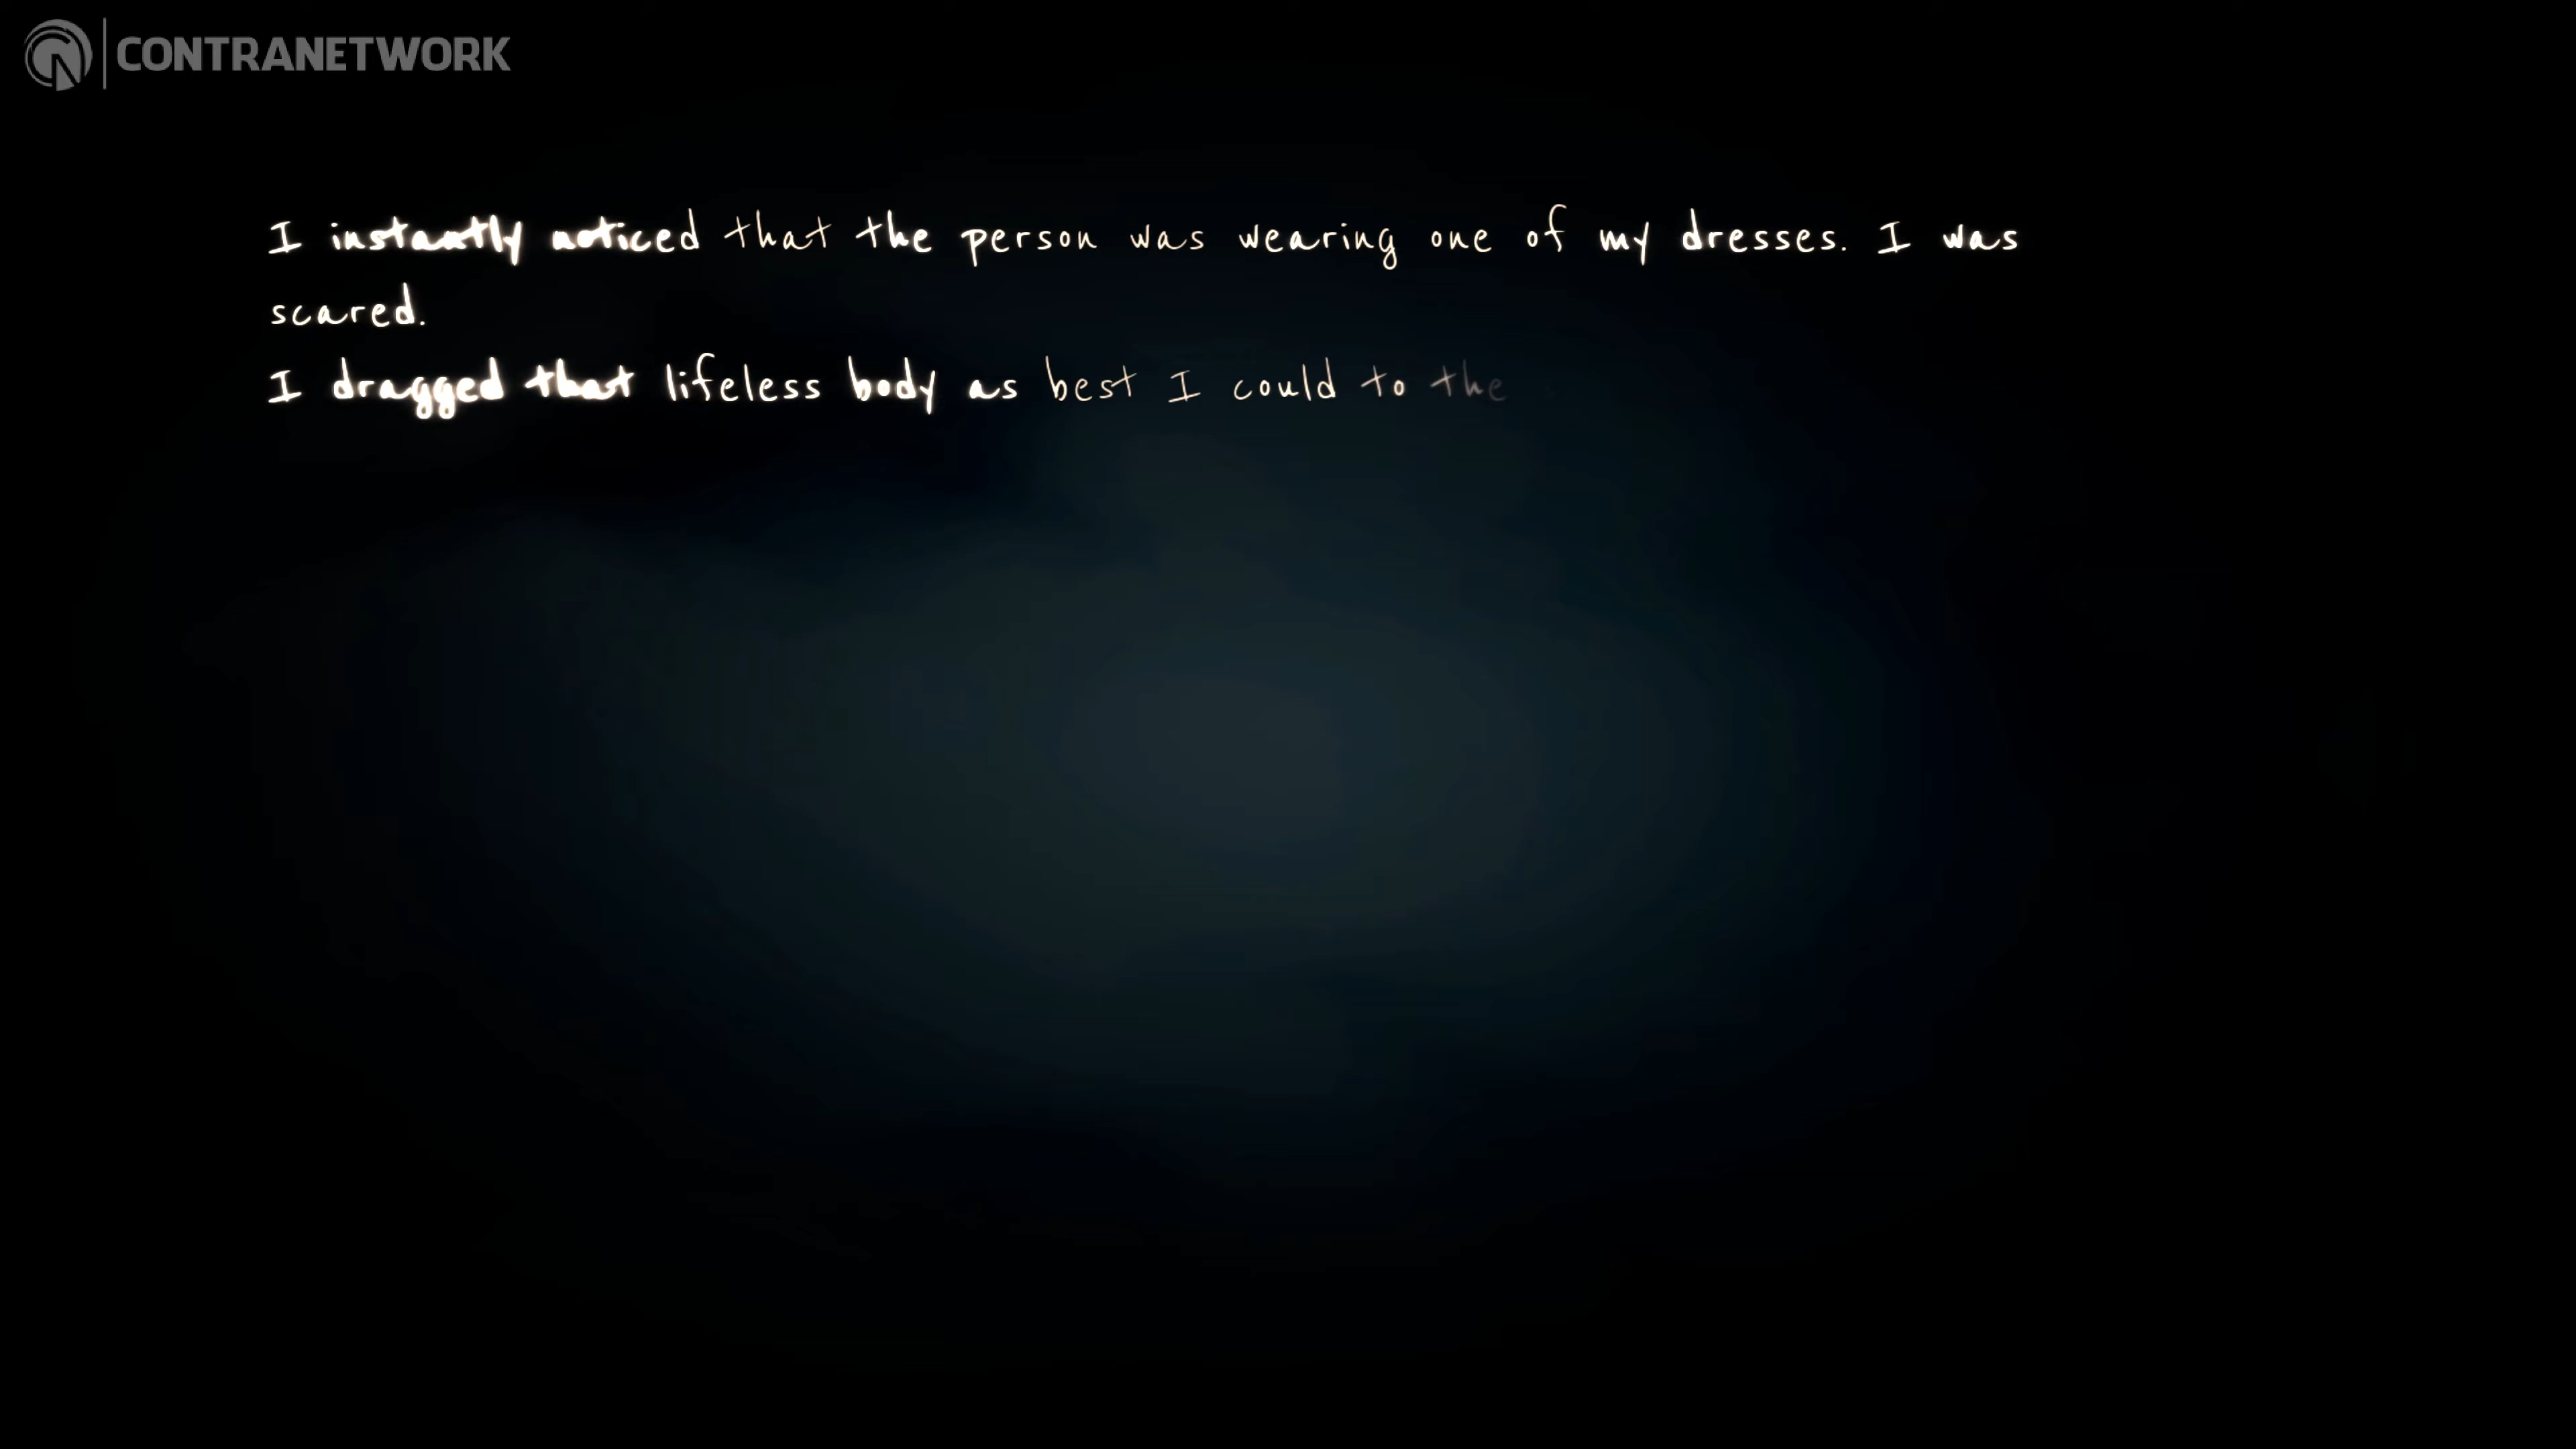 CONTRANETWORK
I instantly noticed that the person was wearing one of my dresses. I was
scared.
I dragged that lifeless body as best I could to the